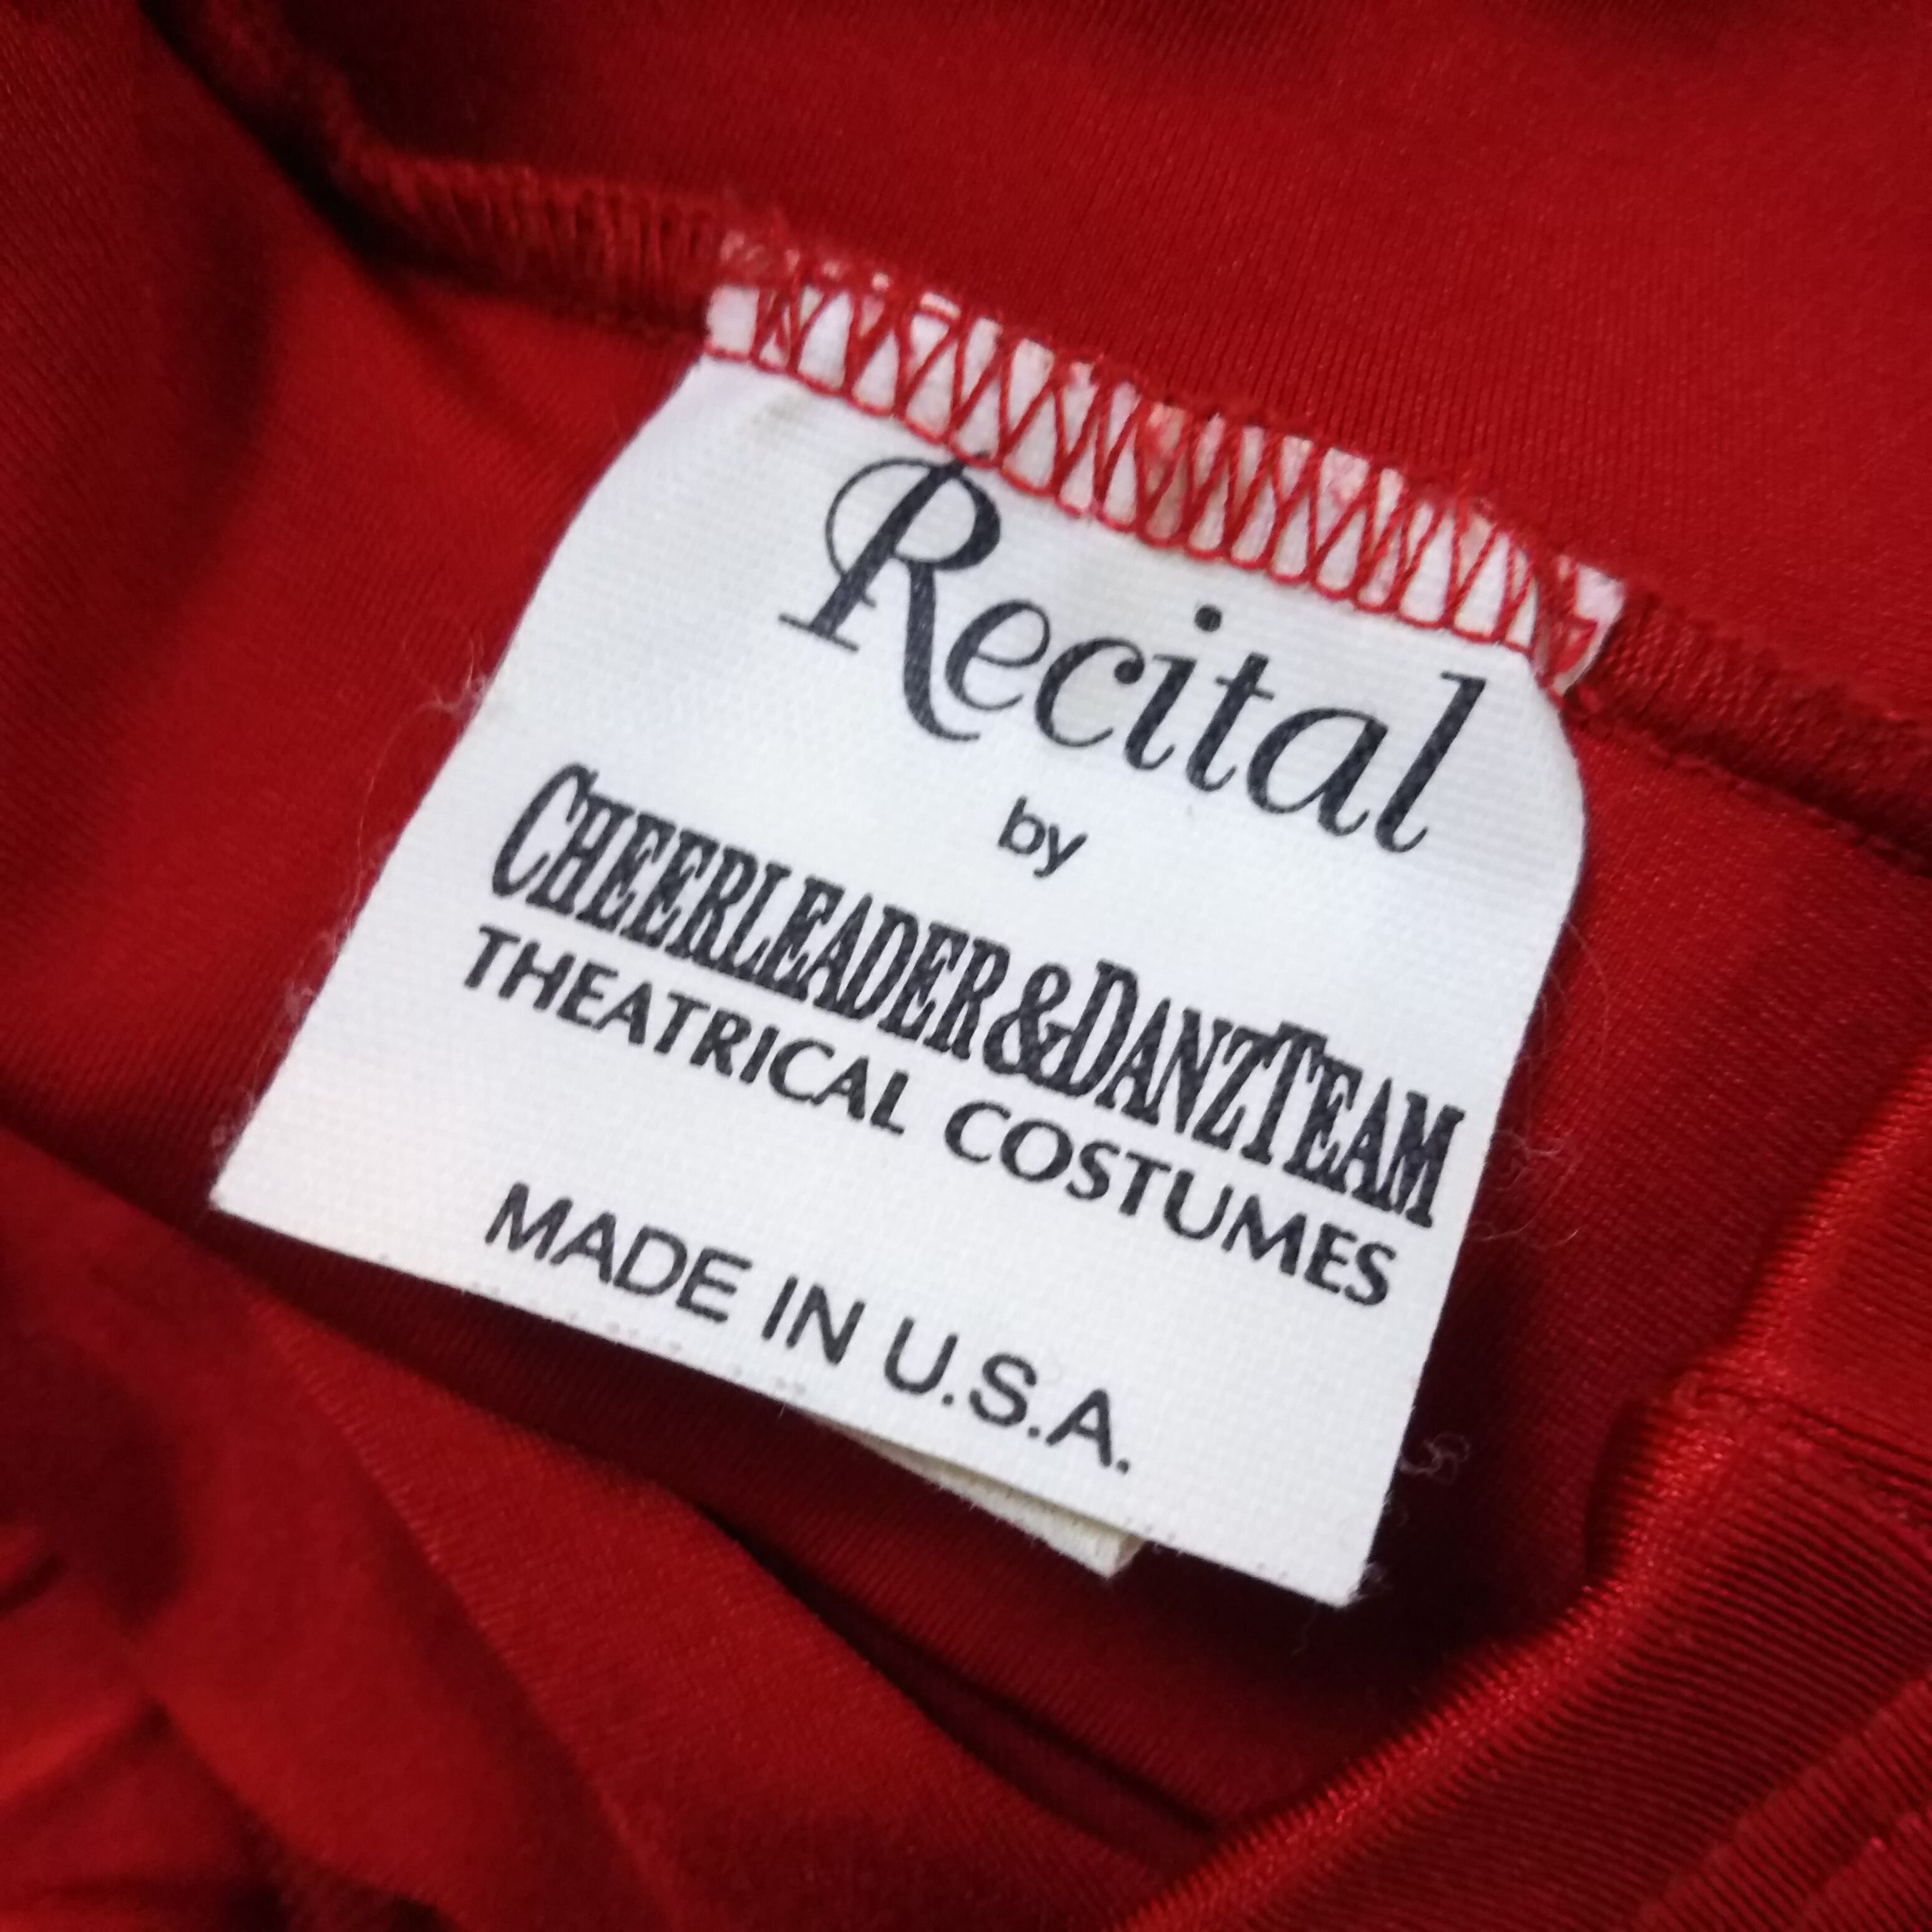 Recital
by
CHEERLEADER & DANZTEAM
THEATRICAL COSTUMES
MADE IN U.S.A.